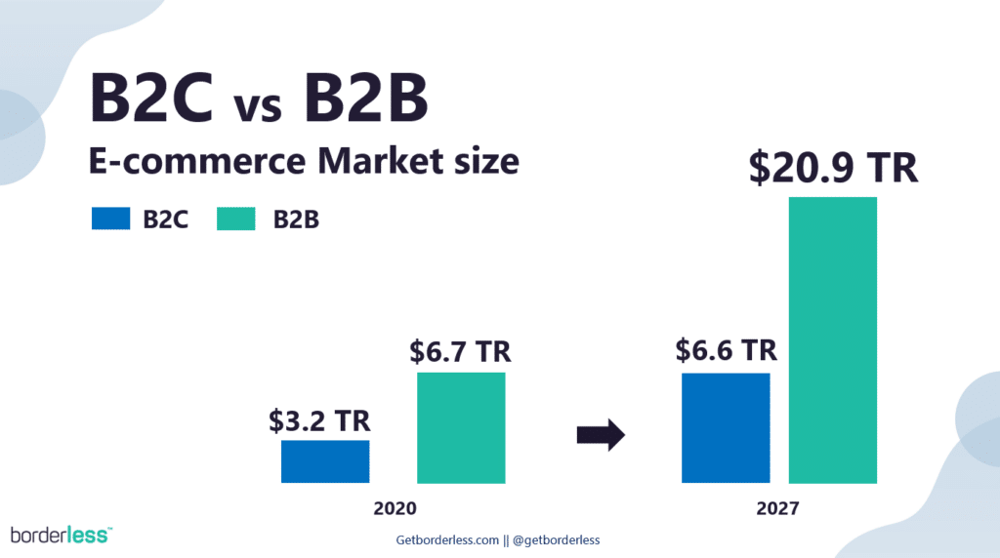 B2C vs B2B
E-commerce Market size
B2C B2B
$20.9 TR
$6.7 TR
$6.6 TR
$3.2 TR
2020
2027
borderless™
Getborderless.com || @getborderless